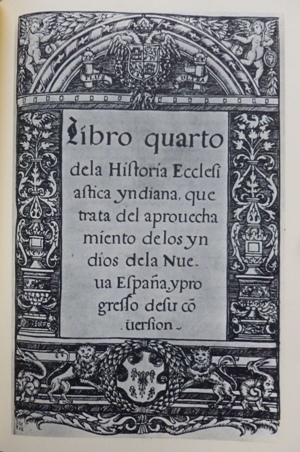 Libro quarto
dela Historia Ecclesi
astica yndiana, que
trata del aprouecha
miento delos yn
dios dela Nue-
ua España, y pro
gresso desu cō
uersion